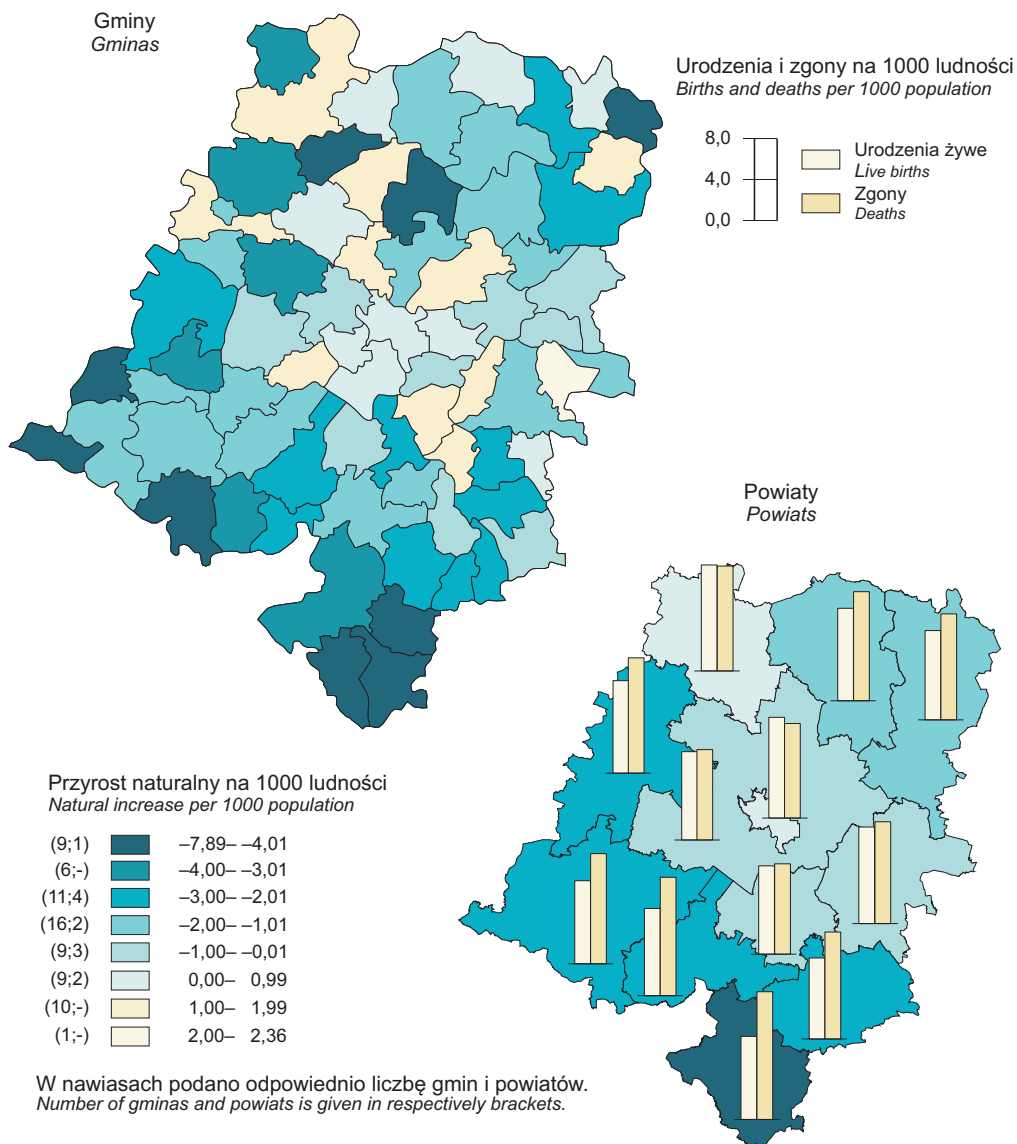 Gminy
Gminas
Urodzenia i zgony na 1000 ludności
Births and deaths per 1000 population
8,0
4,0
0,0
Urodzenia żywe
Live births
Zgony
Deaths
Powiaty
Powiats
Przyrost naturalny na 1000 ludności
Natural increase per 1000 population
(9;1) –7,89– –4,01
(6;-) –4,00– –3,01
(11;4) –3,00– –2,01
(16;2) –2,00– –1,01
(9;3) –1,00– –0,01
(9;2) 0,00– 0,99
(10;-) 1,00– 1,99
(1;-) 2,00– 2,36
W nawiasach podano odpowiednio liczbę gmin i powiatów.
Number of gminas and powiats is given in respectively brackets.